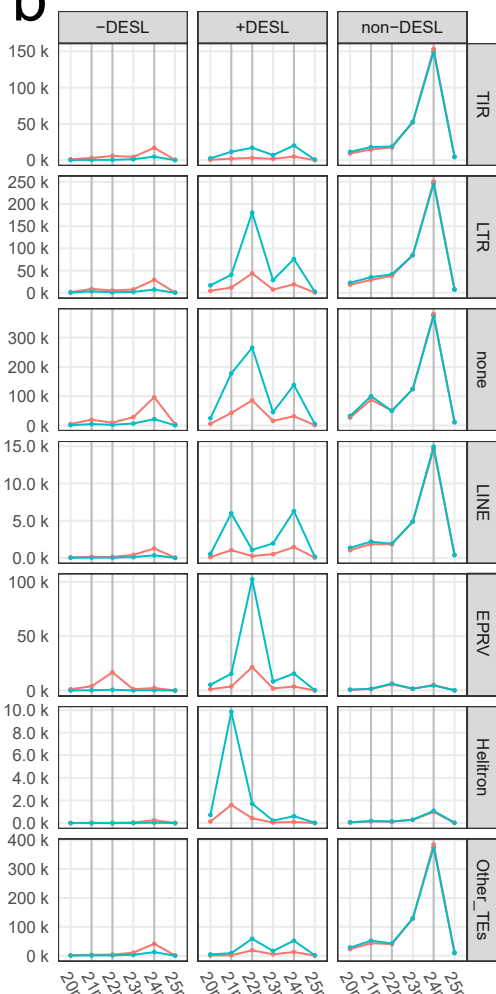 b
−DESL +DESL non−DESL
150 k
100 k
50 k
0 k
TIR
250 k
200 k
150 k
100 k
50 k
0 k
LTR
300 k
200 k
100 k
0 k
none
15.0 k
10.0 k
5.0 k
0.0 k
LINE
100 k
50 k
0 k
EPRV
10.0 k
8.0 k
6.0 k
4.0 k
2.0 k
0.0 k
Helitron
400 k
300 k
200 k
100 k
0 k
Other_TEs